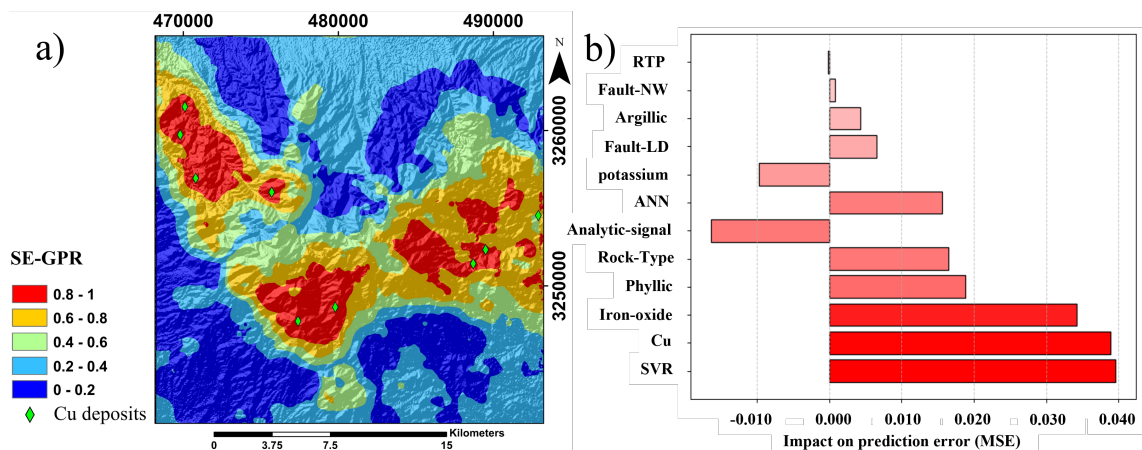 470000 480000 490000
a)
N
3260000
3250000
SE-GPR
0.8 - 1
0.6 - 0.8
0.4 - 0.6
0.2 - 0.4
0 - 0.2
Cu deposits
Kilometers
0 3.75 7.5 15
b)
RTP
Fault-NW
Argillic
Fault-LD
potassium
ANN
Analytic-signal
Rock-Type
Phyllic
Iron-oxide
Cu
SVR
-0.010 0.000 0.010 0.020 0.030 0.040
Impact on prediction error (MSE)